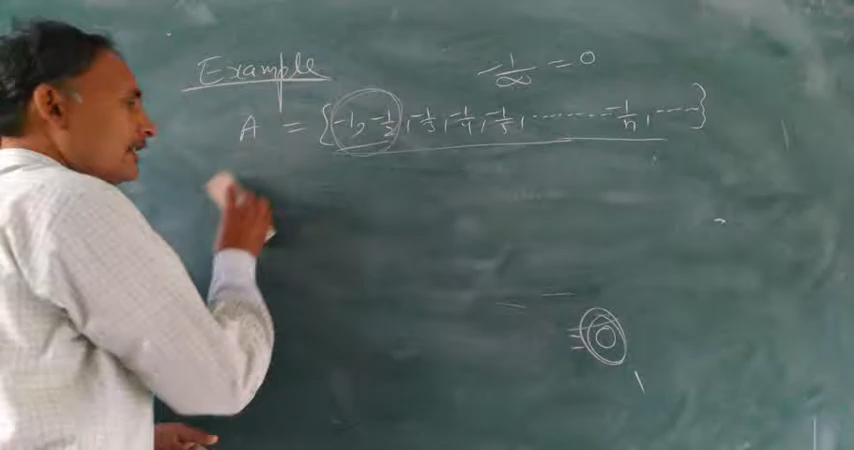 Example
-1/∞ = 0
A = {-1, -1/2, -1/3, -1/4, -1/5, ........ -1/n, ....}